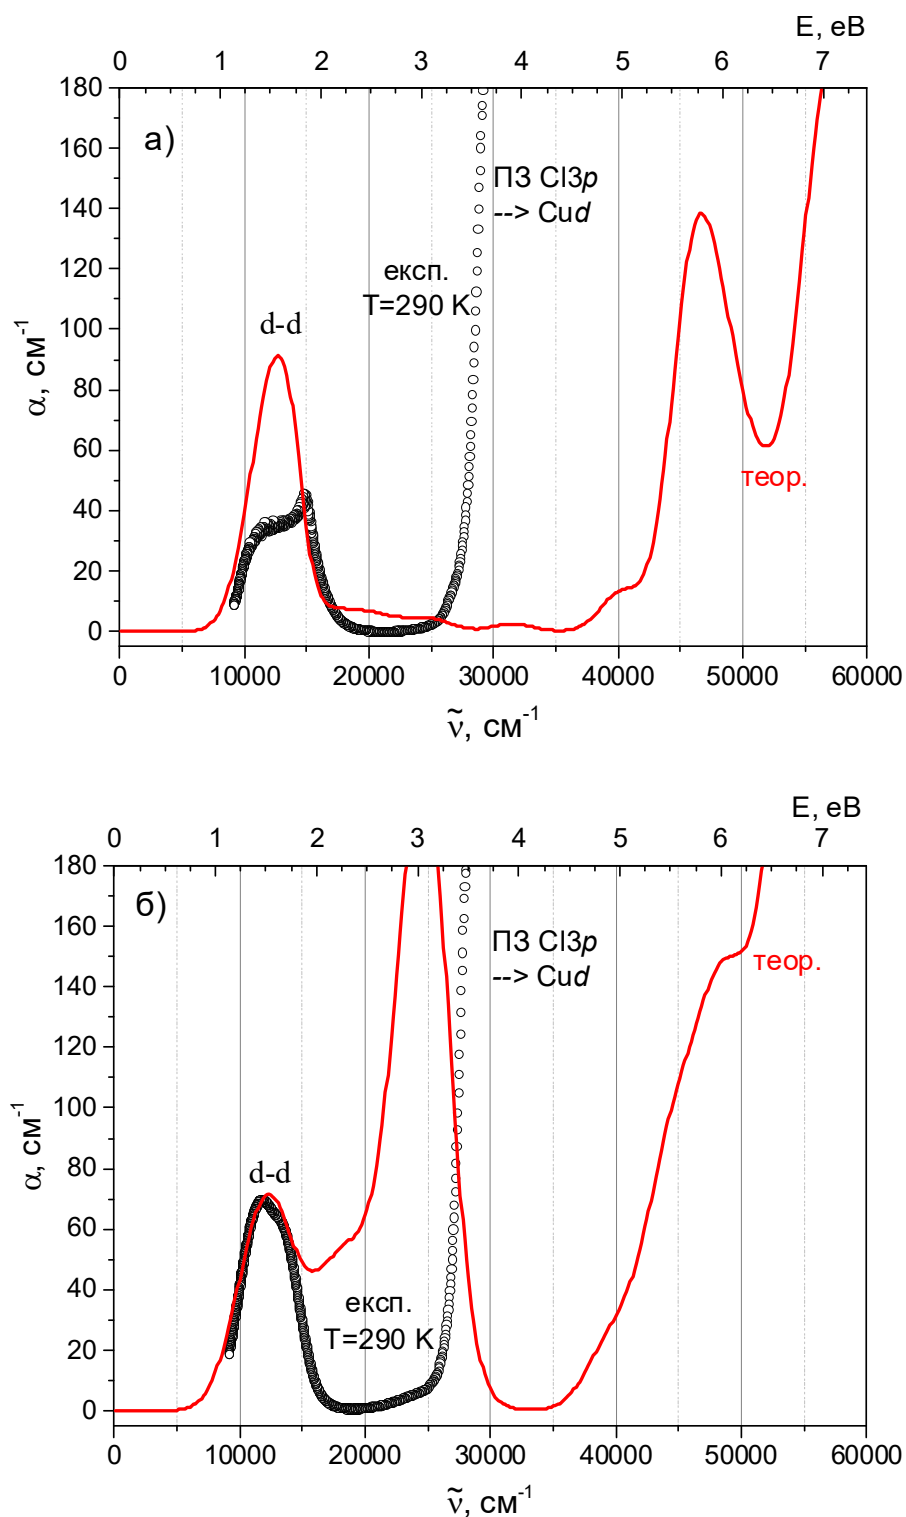 E, еВ
0 1 2 3 4 5 6 7
180
160
140
120
100
80
60
40
20
0
α, см⁻¹
а)
ПЗ Cl3p
--> Cud
експ.
T=290 K
d-d
теор.
0 10000 20000 30000 40000 50000 60000
ν̃, см⁻¹
E, еВ
0 1 2 3 4 5 6 7
180
160
140
120
100
80
60
40
20
0
α, см⁻¹
б)
ПЗ Cl3p
--> Cud
теор.
d-d
експ.
T=290 K
0 10000 20000 30000 40000 50000 60000
ν̃, см⁻¹